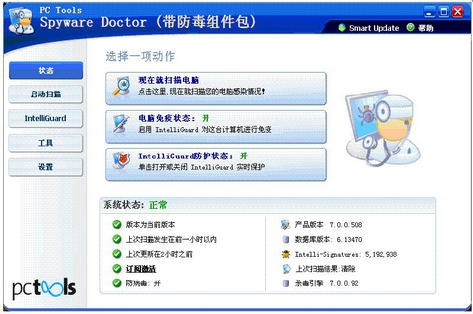 PC Tools
Spyware Doctor (带防毒组件包)
Smart Update 帮助
选择一项动作
状态
启动扫描
IntelliGuard
工具
设置
现在就扫描电脑
点击这里,现在就扫描您的电脑感染情况!
电脑免疫状态: 开
启用 IntelliGuard 对这台计算机进行免疫
IntelliGuard防护状态: 开
单击打开或关闭 IntelliGuard 实时保护
系统状态: 正常
版本为当前版本
上次扫描发生在前一小时以内
上次更新在2小时之前
订阅激活
防病毒: 开
产品版本 7.0.0.508
数据库版本: 6.13470
Intelli-Signatures: 5,192,938
上次扫描结果:清除
杀毒引擎 7.0.0.92
pctools